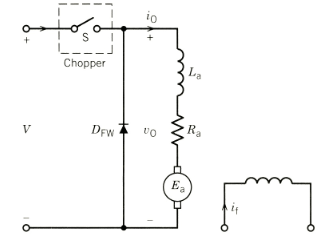 S
i_O
+
+
Chopper
L_a
V
D_FW
v_O
R_a
E_a
i_f
−
−